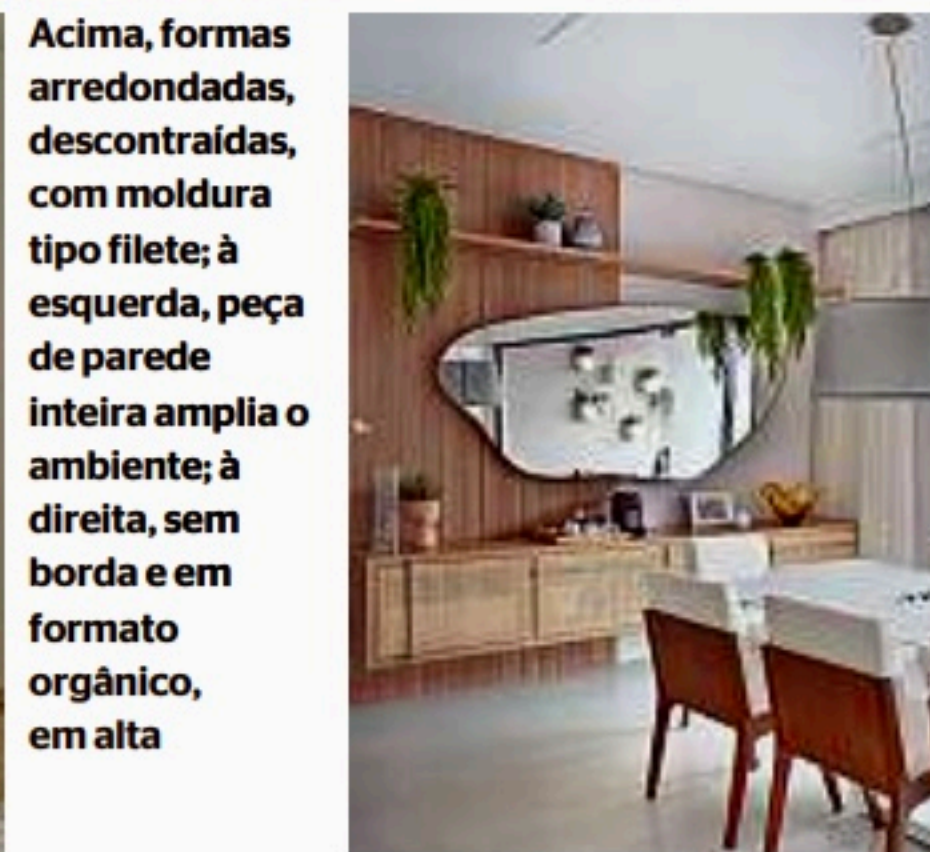 Acima, formas
arredondadas,
descontraídas,
com moldura
tipo filete; à
esquerda, peça
de parede
inteira amplia o
ambiente; à
direita, sem
borda e em
formato
orgânico,
em alta